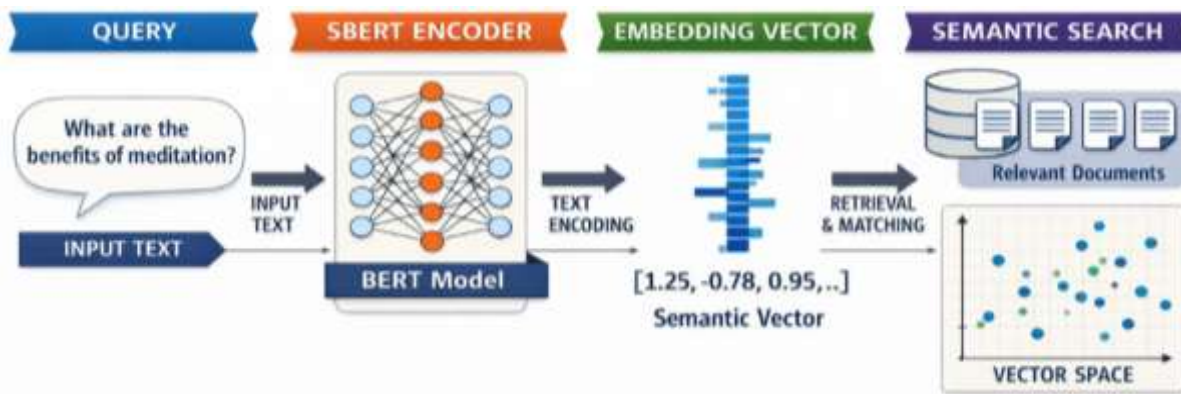 QUERY
SBERT ENCODER
EMBEDDING VECTOR
SEMANTIC SEARCH
What are the
benefits of meditation?
INPUT
TEXT
INPUT TEXT
BERT Model
TEXT
ENCODING
[1.25, -0.78, 0.95,..]
Semantic Vector
RETRIEVAL
& MATCHING
Relevant Documents
VECTOR SPACE